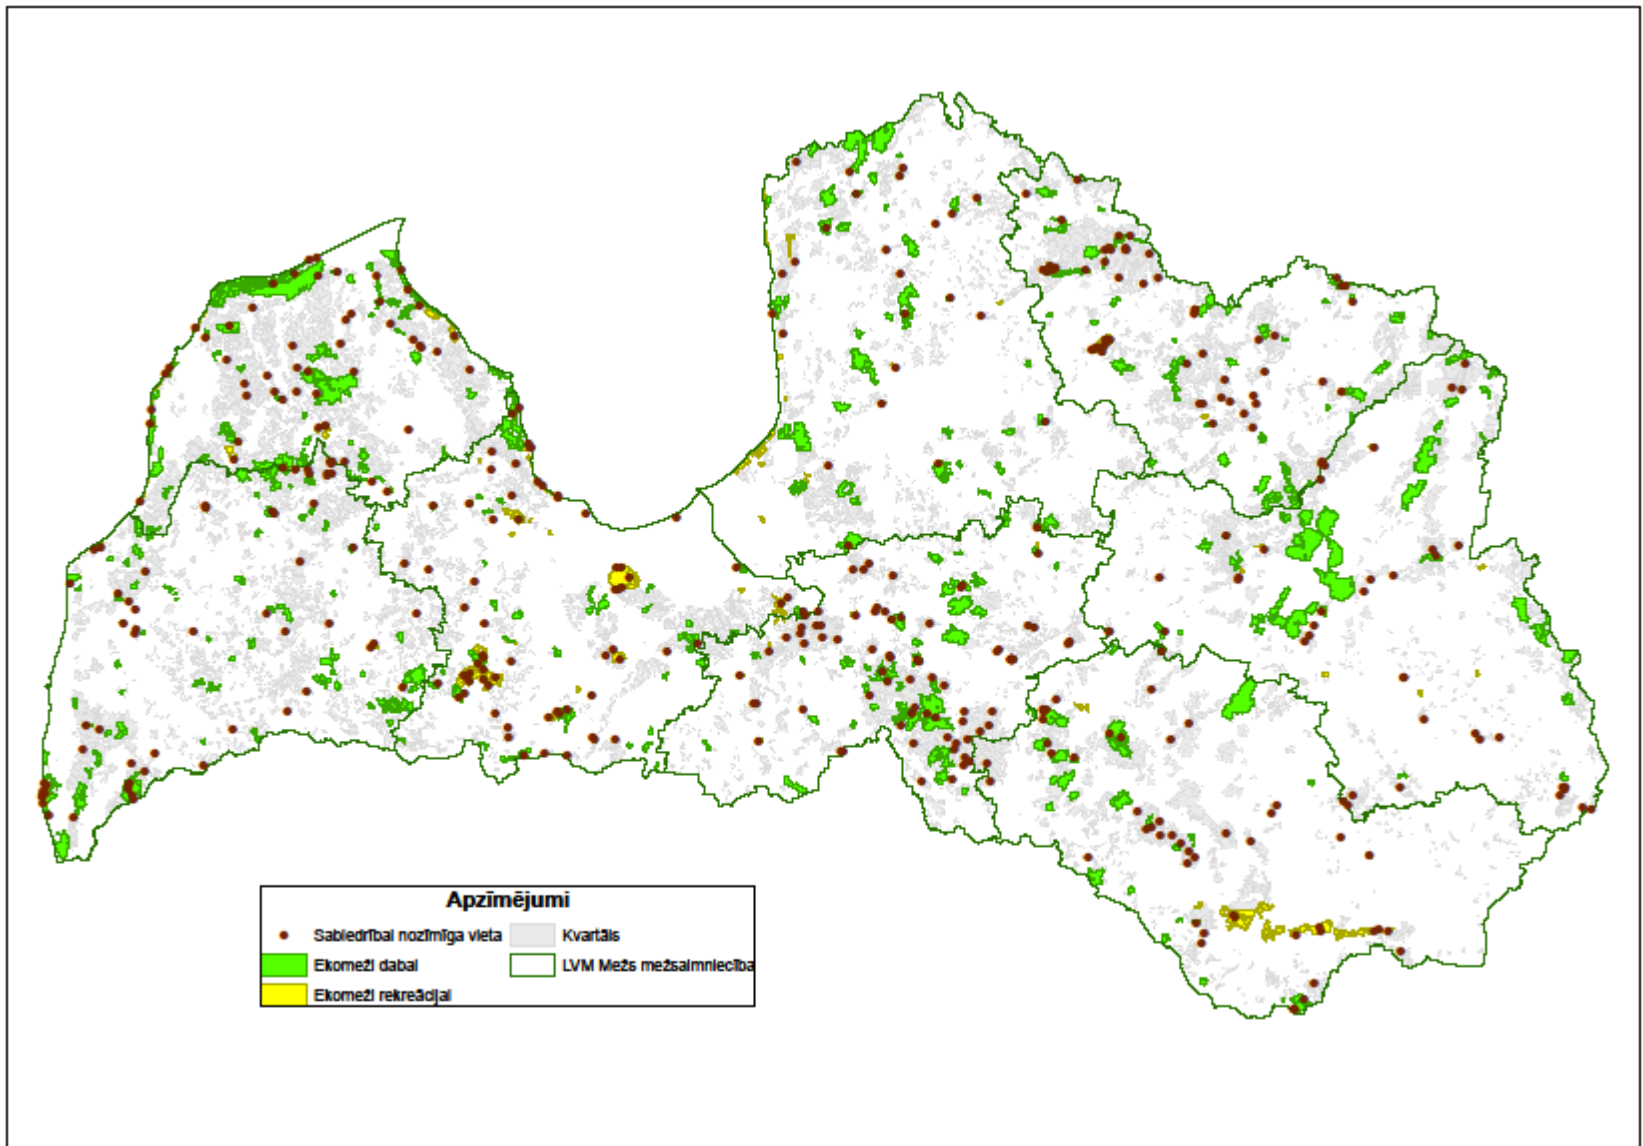 Apzīmējumi
Sabiedrībai nozīmīga vieta
Kvartāls
Ekomeži dabai
LVM Mežs mežsaimniecība
Ekomeži rekreācijai